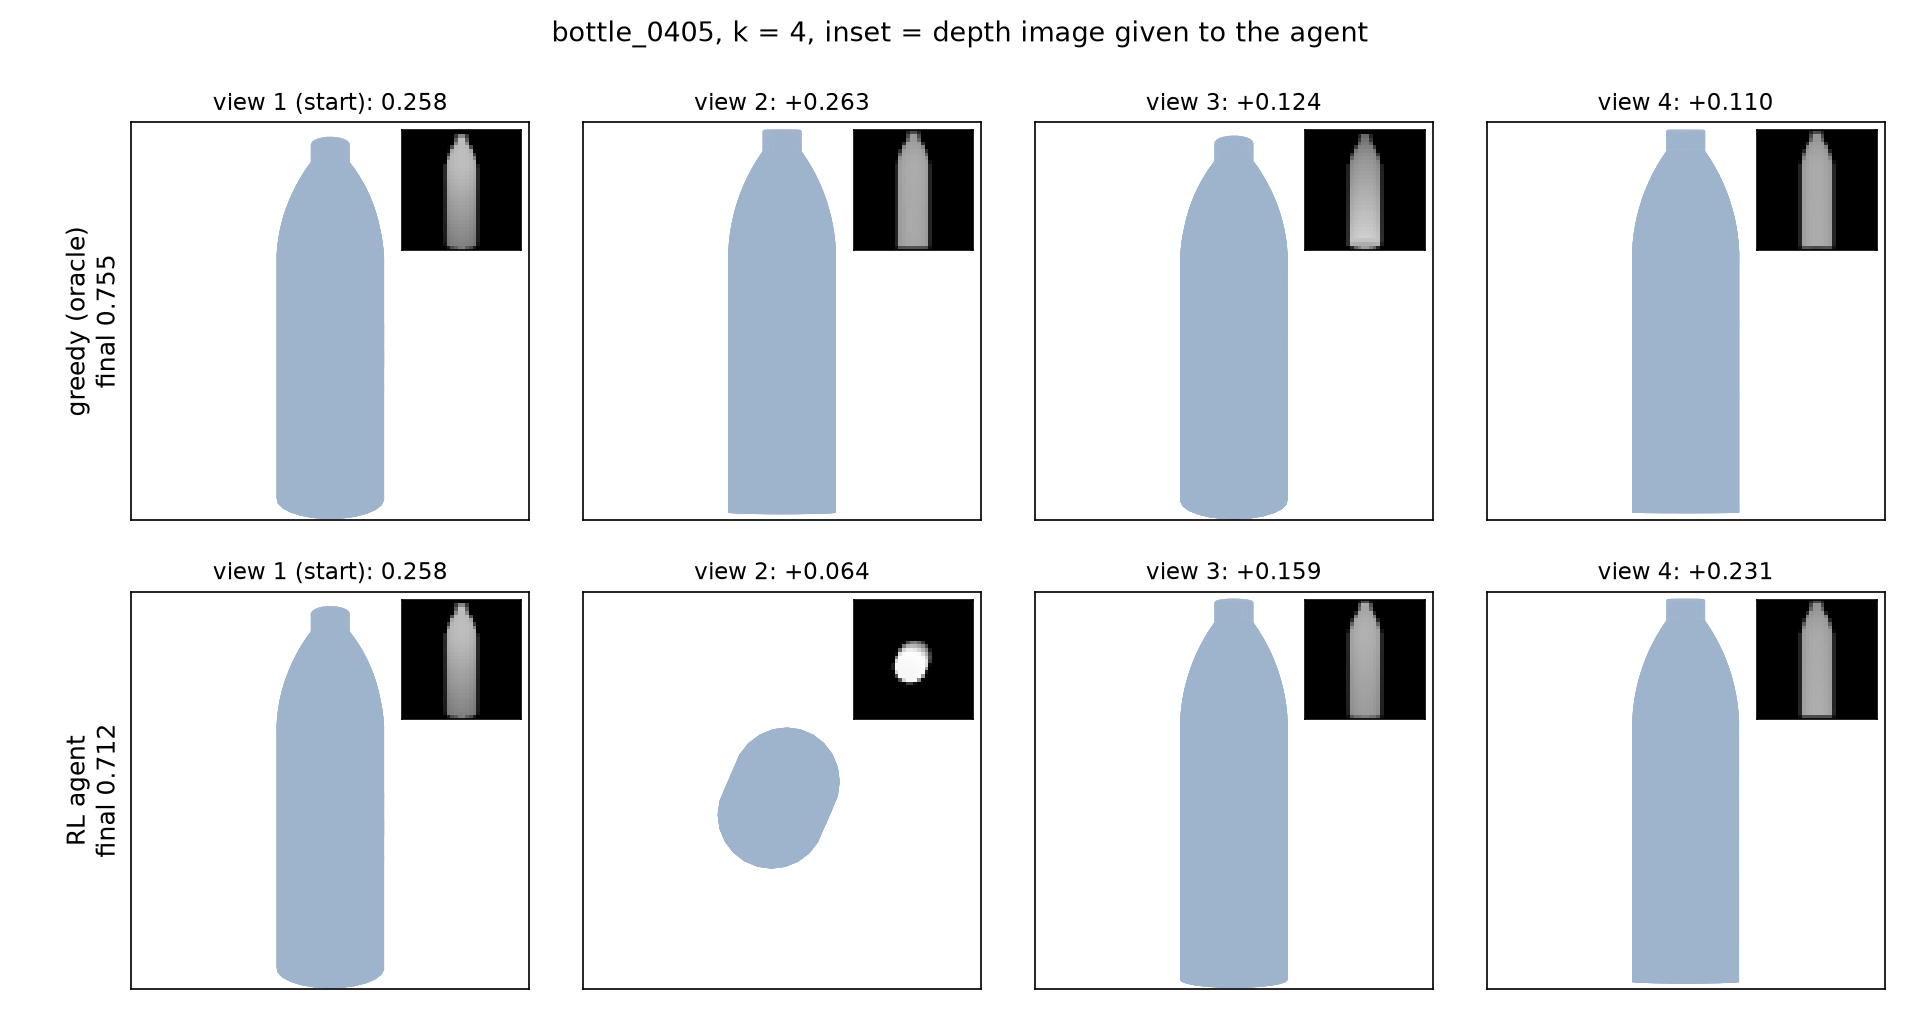 bottle_0405, k = 4, inset = depth image given to the agent
greedy (oracle)
final 0.755
view 1 (start): 0.258
view 2: +0.263
view 3: +0.124
view 4: +0.110
RL agent
final 0.712
view 1 (start): 0.258
view 2: +0.064
view 3: +0.159
view 4: +0.231